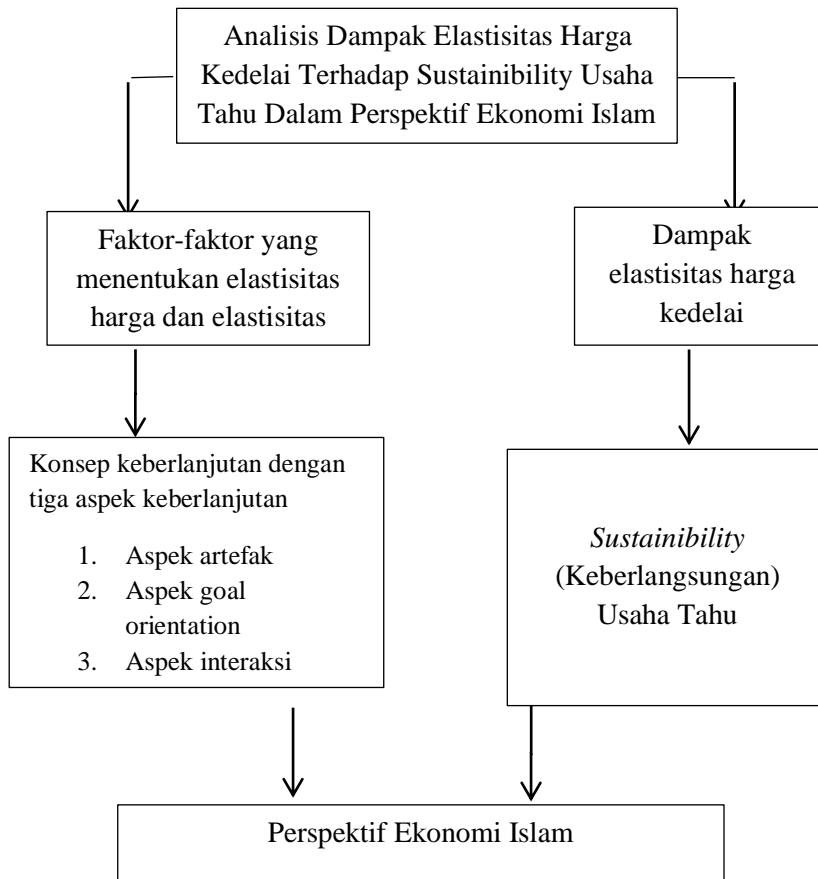 Analisis Dampak Elastisitas Harga
Kedelai Terhadap Sustainibility Usaha
Tahu Dalam Perspektif Ekonomi Islam
Faktor-faktor yang
menentukan elastisitas
harga dan elastisitas
Dampak
elastisitas harga
kedelai
Konsep keberlanjutan dengan
tiga aspek keberlanjutan
1. Aspek artefak
2. Aspek goal
orientation
3. Aspek interaksi
Sustainibility
(Keberlangsungan)
Usaha Tahu
Perspektif Ekonomi Islam